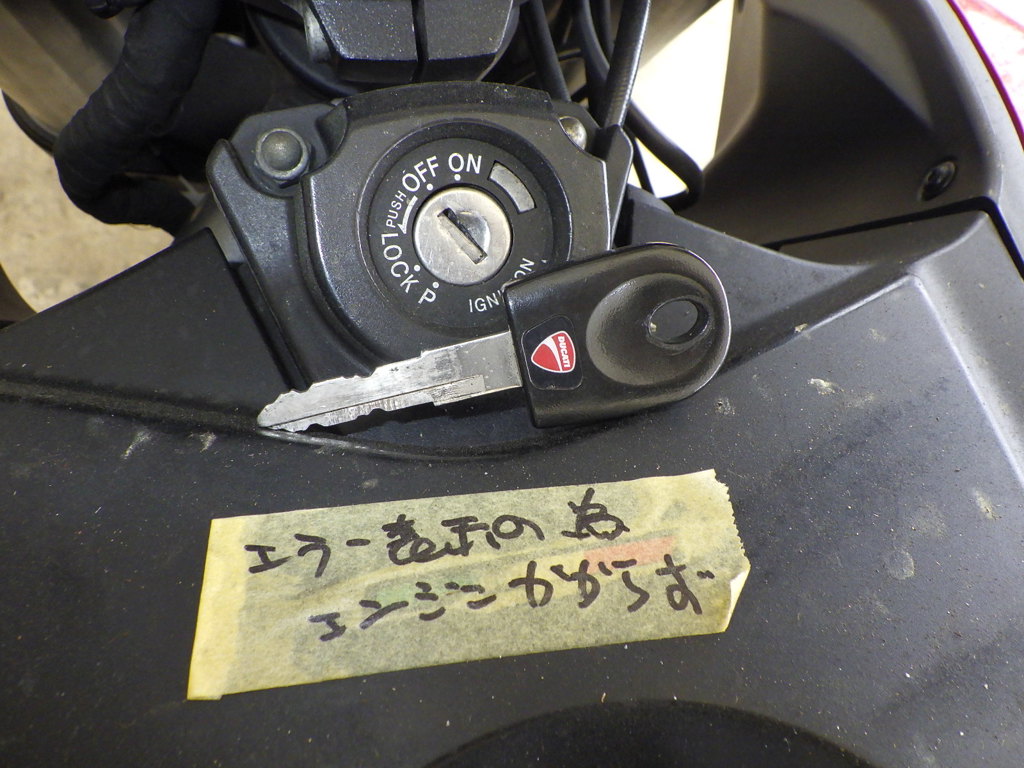 OFF ON
PUSH
LOCK P
IGNITION
DUCATI
エラー表示の為
エンジンかからず